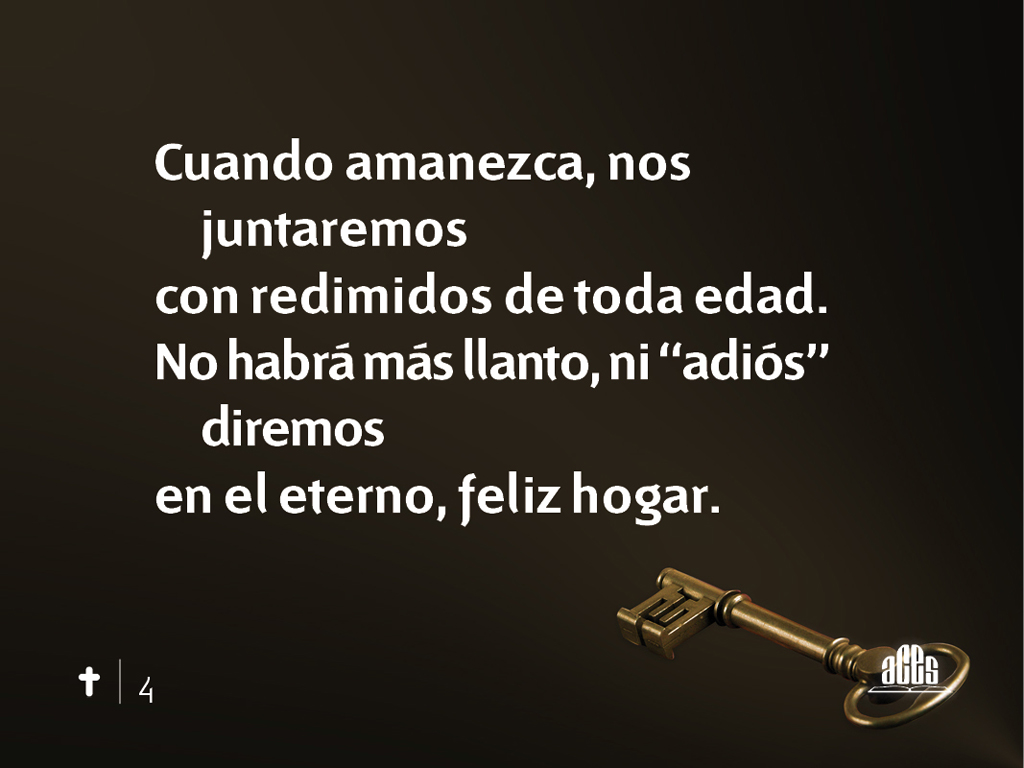 Cuando amanezca, nos
juntaremos
con redimidos de toda edad.
No habrá más llanto, ni “adiós”
diremos
en el eterno, feliz hogar.
4
aces